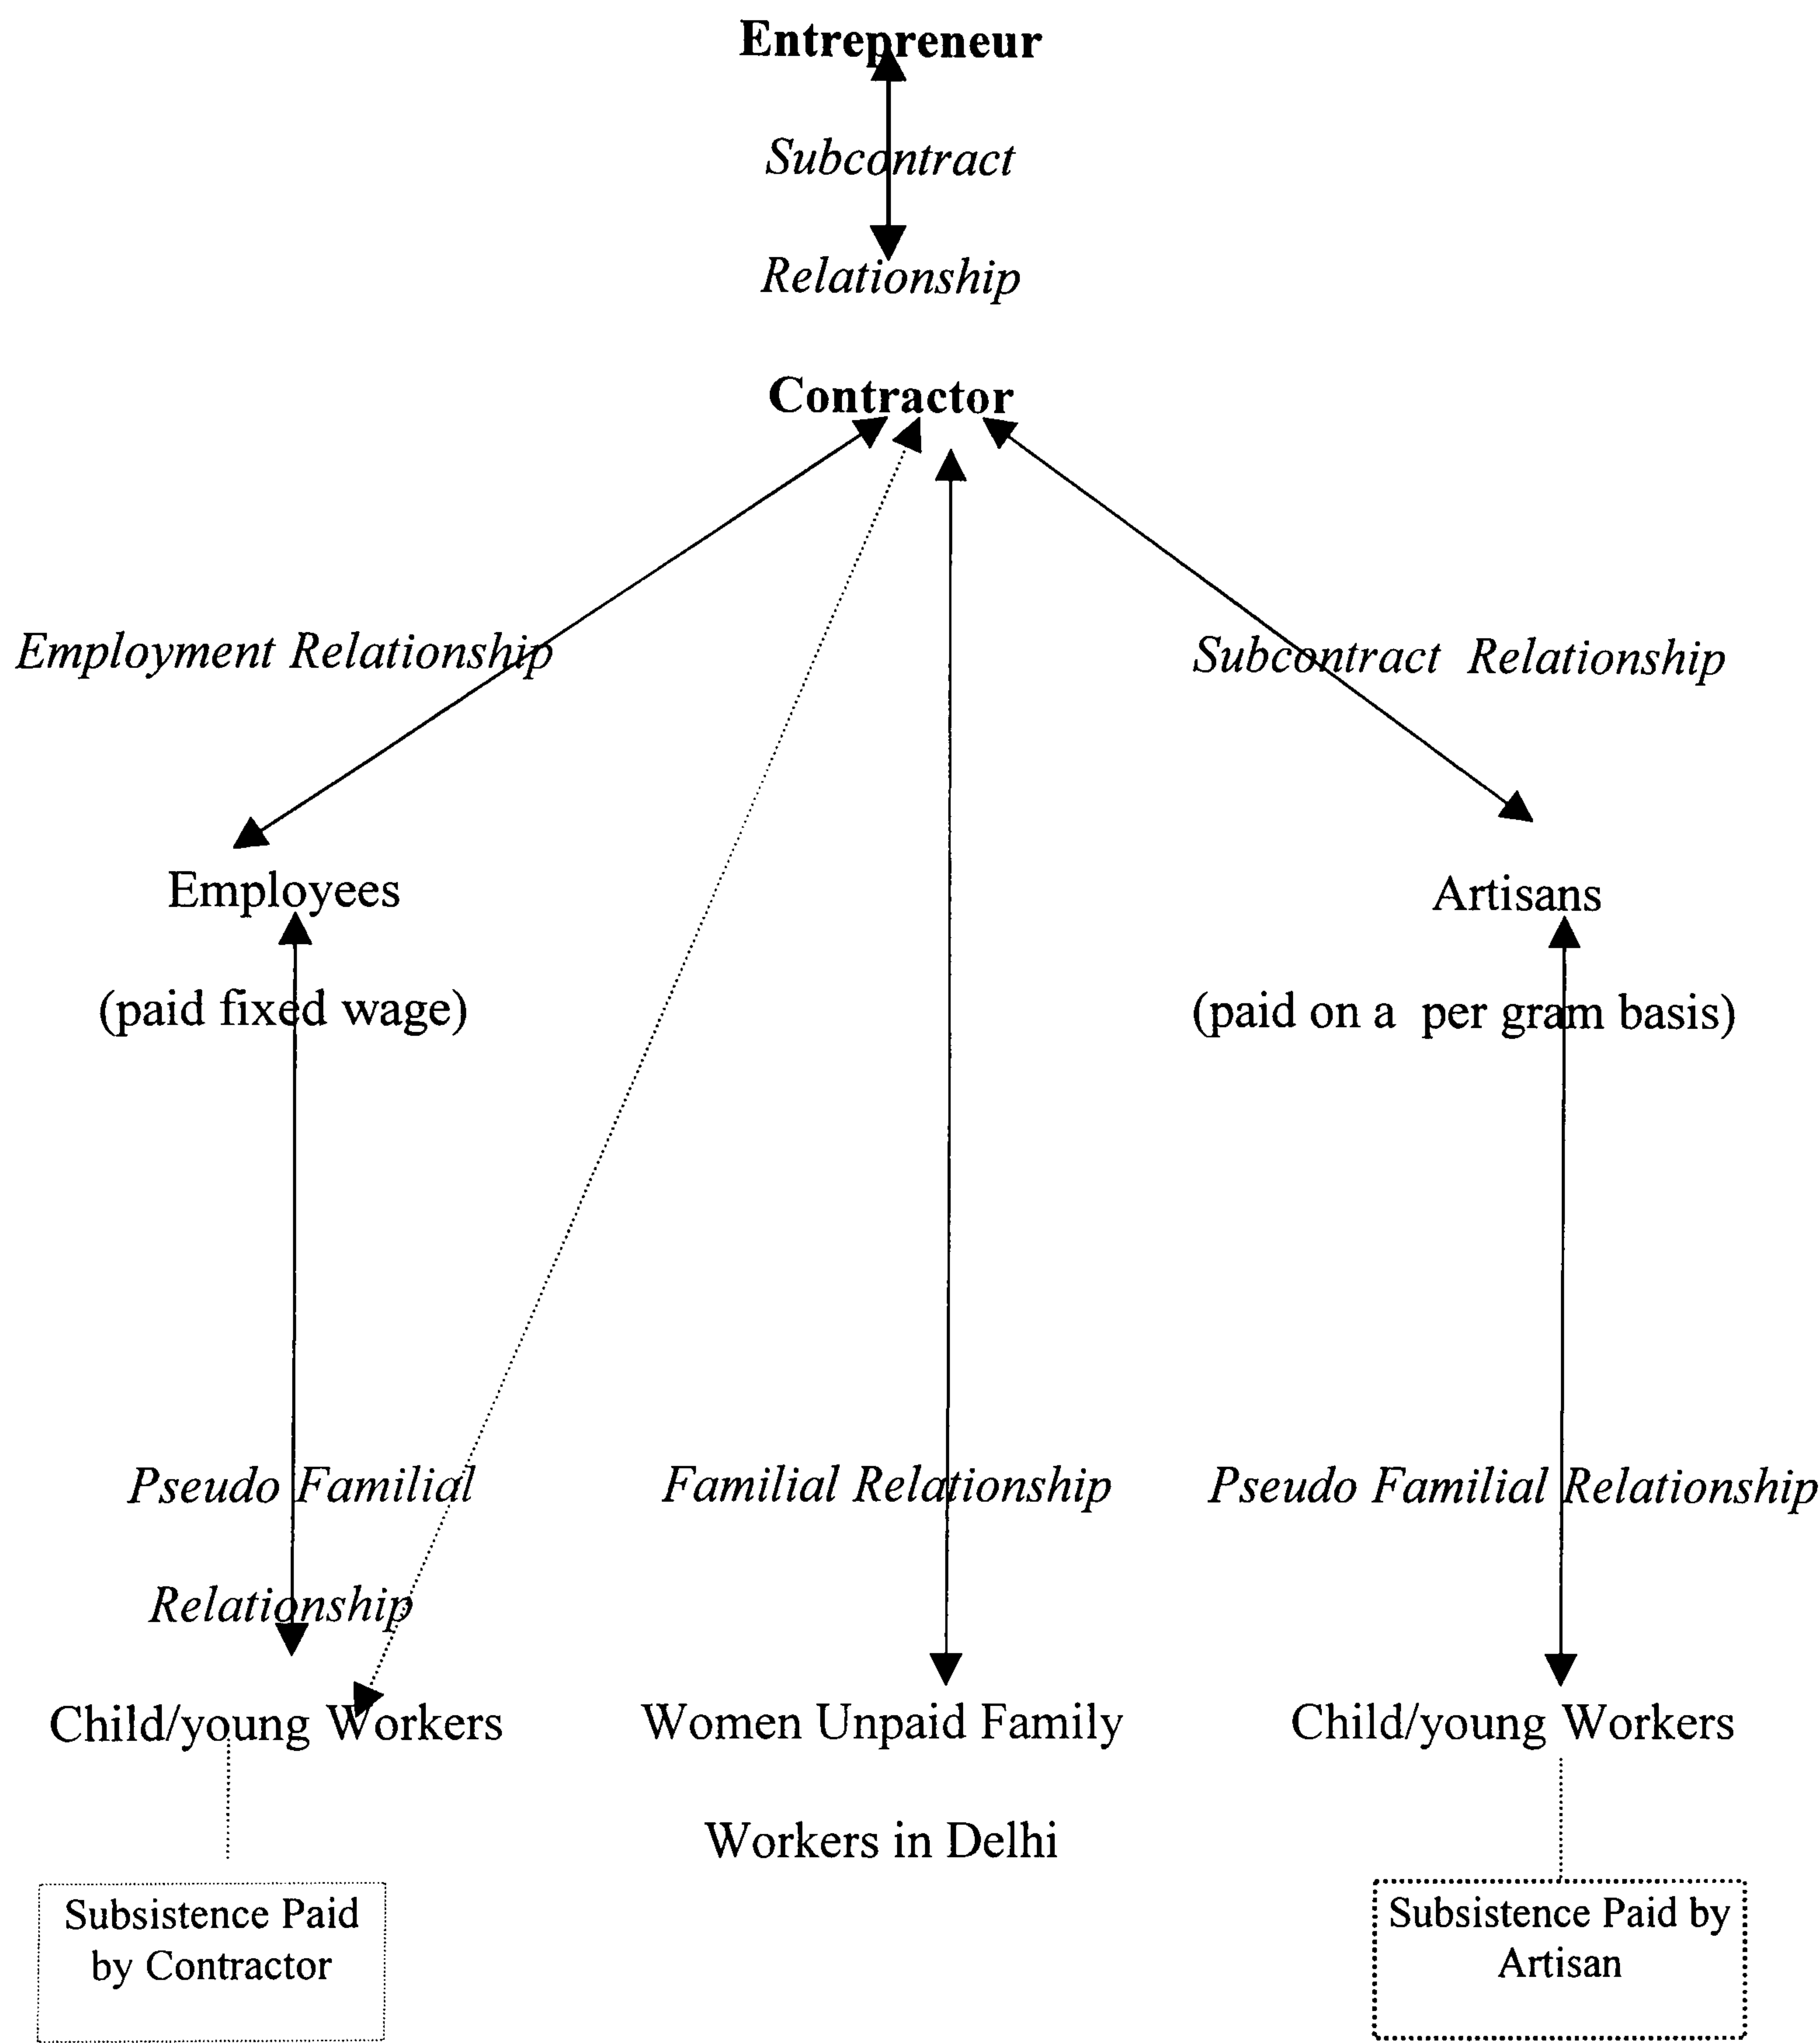 Entrepreneur
Subcontract
Relationship
Contractor
Employment Relationship
Subcontract Relationship
Employees
Artisans
(paid fixed wage)
(paid on a per gram basis)
Pseudo Familial
Familial Relationship
Pseudo Familial Relationship
Relationship
Child/young Workers
Women Unpaid Family
Child/young Workers
Workers in Delhi
Subsistence Paid
by Contractor
Subsistence Paid by
Artisan